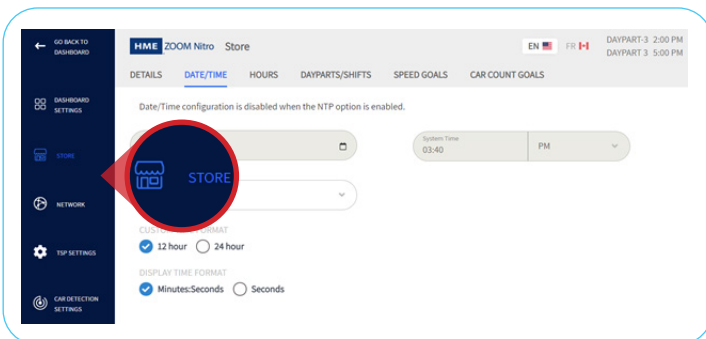 GO BACK TO
DASHBOARD
HME ZOOM Nitro Store
EN FR
DAYPART-3 2:00 PM
DAYPART 3 5:00 PM
DETAILS DATE/TIME HOURS DAYPARTS/SHIFTS SPEED GOALS CAR COUNT GOALS
DASHBOARD
SETTINGS
Date/Time configuration is disabled when the NTP option is enabled.
System Time
03:40 PM
STORE
STORE
NETWORK
FORMAT
12 hour 24 hour
TSP SETTINGS
DISPLAY TIME FORMAT
Minutes:Seconds Seconds
CAR DETECTION
SETTINGS